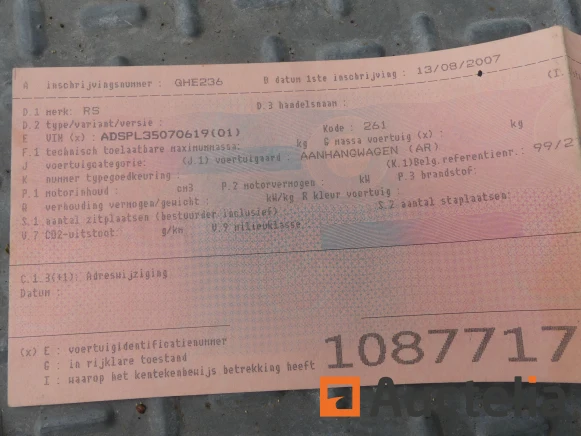 A inschrijvingsnummer : GHE236 B datum 1ste inschrijving : 13/08/2007 (I.
D.1 merk: RS D.3 handelsnaam :
D.2 type/variant/versie :
E VIN (x) : ADSPL35070619(01) Kode : 261
F.1 technisch toelaatbare maximummassa: kg G massa voertuig (x) : kg
J voertuigcategorie: (J.1) voertuigaard : AANHANGWAGEN (AR)
K nummer typegoedkeuring: (K.1)Belg.referentienr.: 99/2
P.1 motorinhoud : cm3 P.2 motorvermogen : kW P.3 brandstof:
Q verhouding vermogen/gewicht : kW/kg R kleur voertuig :
S.1 aantal zitplaatsen (bestuurder inclusief) S.2 aantal staplaatsen:
V.7 CO2-uitstoot : g/km V.9 milieuklasse
C.1.3(+1): Adreswijziging
Datum :
(x) E : voertuigidentificatienummer
G : in rijklare toestand
I : waarop het kentekenbewijs betrekking heeft
1087717